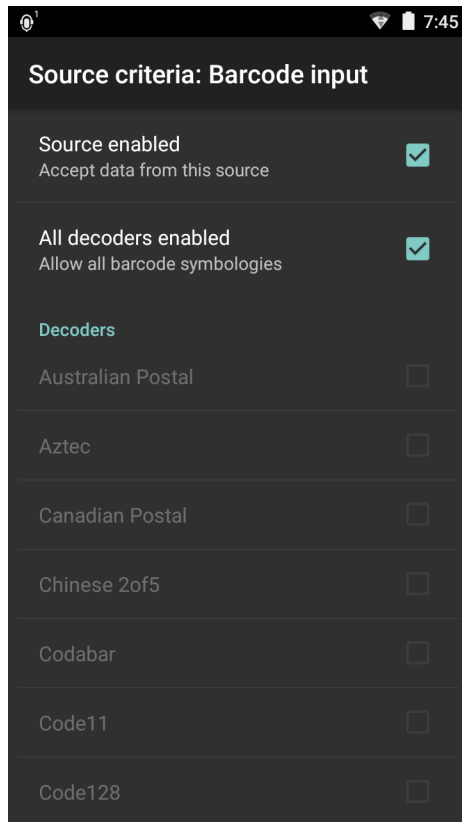 1
7:45
Source criteria: Barcode input
Source enabled
Accept data from this source
All decoders enabled
Allow all barcode symbologies
Decoders
Australian Postal
Aztec
Canadian Postal
Chinese 2of5
Codabar
Code11
Code128